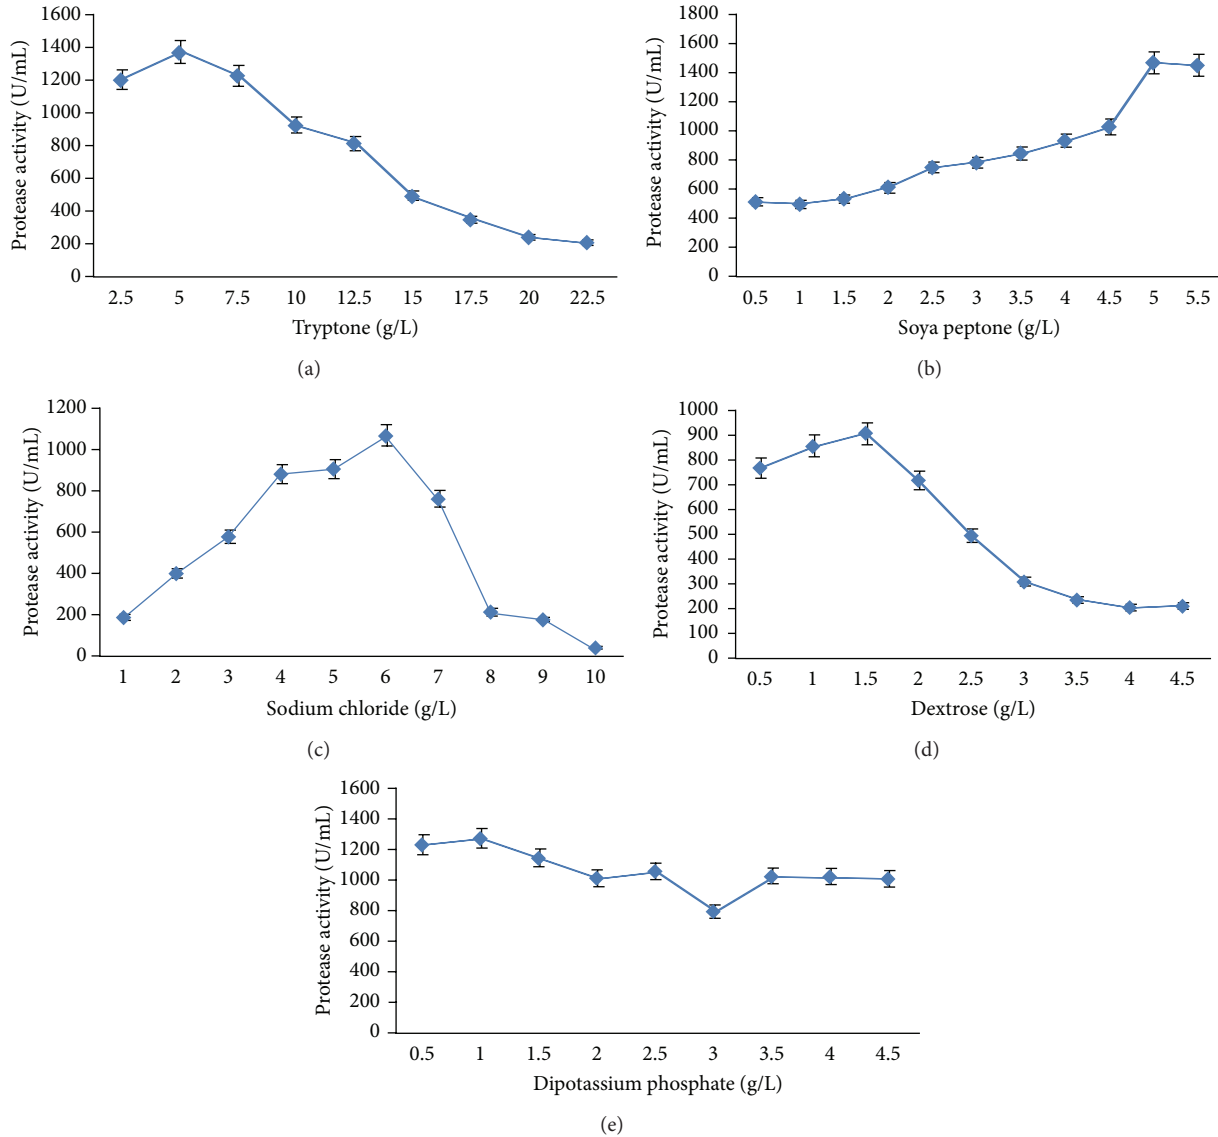 1600
1400
1200
1000
800
600
400
200
0
Protease activity (U/mL)
2.5 5 7.5 10 12.5 15 17.5 20 22.5
Tryptone (g/L)
(a)
1800
1600
1400
1200
1000
800
600
400
200
0
Protease activity (U/mL)
0.5 1 1.5 2 2.5 3 3.5 4 4.5 5 5.5
Soya peptone (g/L)
(b)
1200
1000
800
600
400
200
0
Protease activity (U/mL)
1 2 3 4 5 6 7 8 9 10
Sodium chloride (g/L)
(c)
1000
900
800
700
600
500
400
300
200
100
0
Protease activity (U/mL)
0.5 1 1.5 2 2.5 3 3.5 4 4.5
Dextrose (g/L)
(d)
1600
1400
1200
1000
800
600
400
200
0
Protease activity (U/mL)
0.5 1 1.5 2 2.5 3 3.5 4 4.5
Dipotassium phosphate (g/L)
(e)